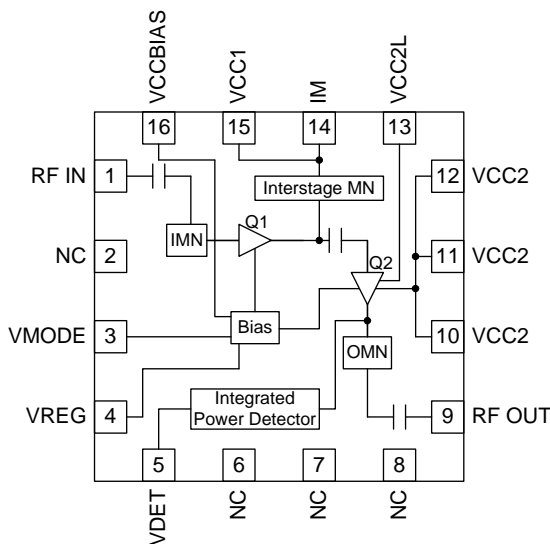 VCCBIAS
VCC1
IM
VCC2L
16
15
14
13
RF IN
1
12
VCC2
Interstage MN
Q1
IMN
NC
2
11
VCC2
Q2
VMODE
3
Bias
10
VCC2
OMN
VREG
4
Integrated
Power Detector
9
RF OUT
5
6
7
8
VDET
NC
NC
NC